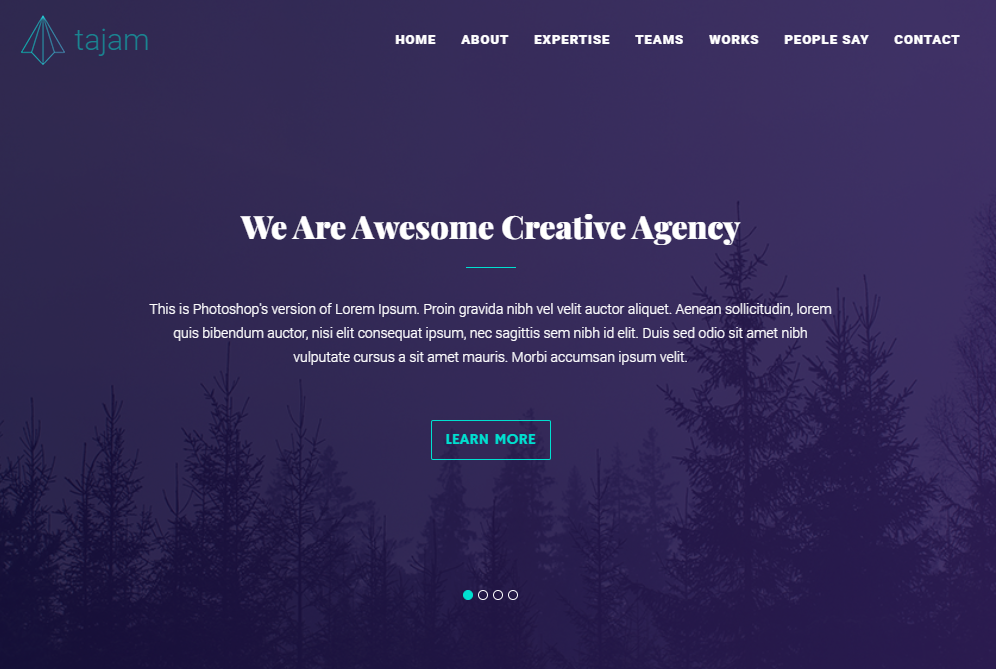 tajam
HOME ABOUT EXPERTISE TEAMS WORKS PEOPLE SAY CONTACT
We Are Awesome Creative Agency
This is Photoshop's version of Lorem Ipsum. Proin gravida nibh vel velit auctor aliquet. Aenean sollicitudin, lorem
quis bibendum auctor, nisi elit consequat ipsum, nec sagittis sem nibh id elit. Duis sed odio sit amet nibh
vulputate cursus a sit amet mauris. Morbi accumsan ipsum velit.
LEARN MORE